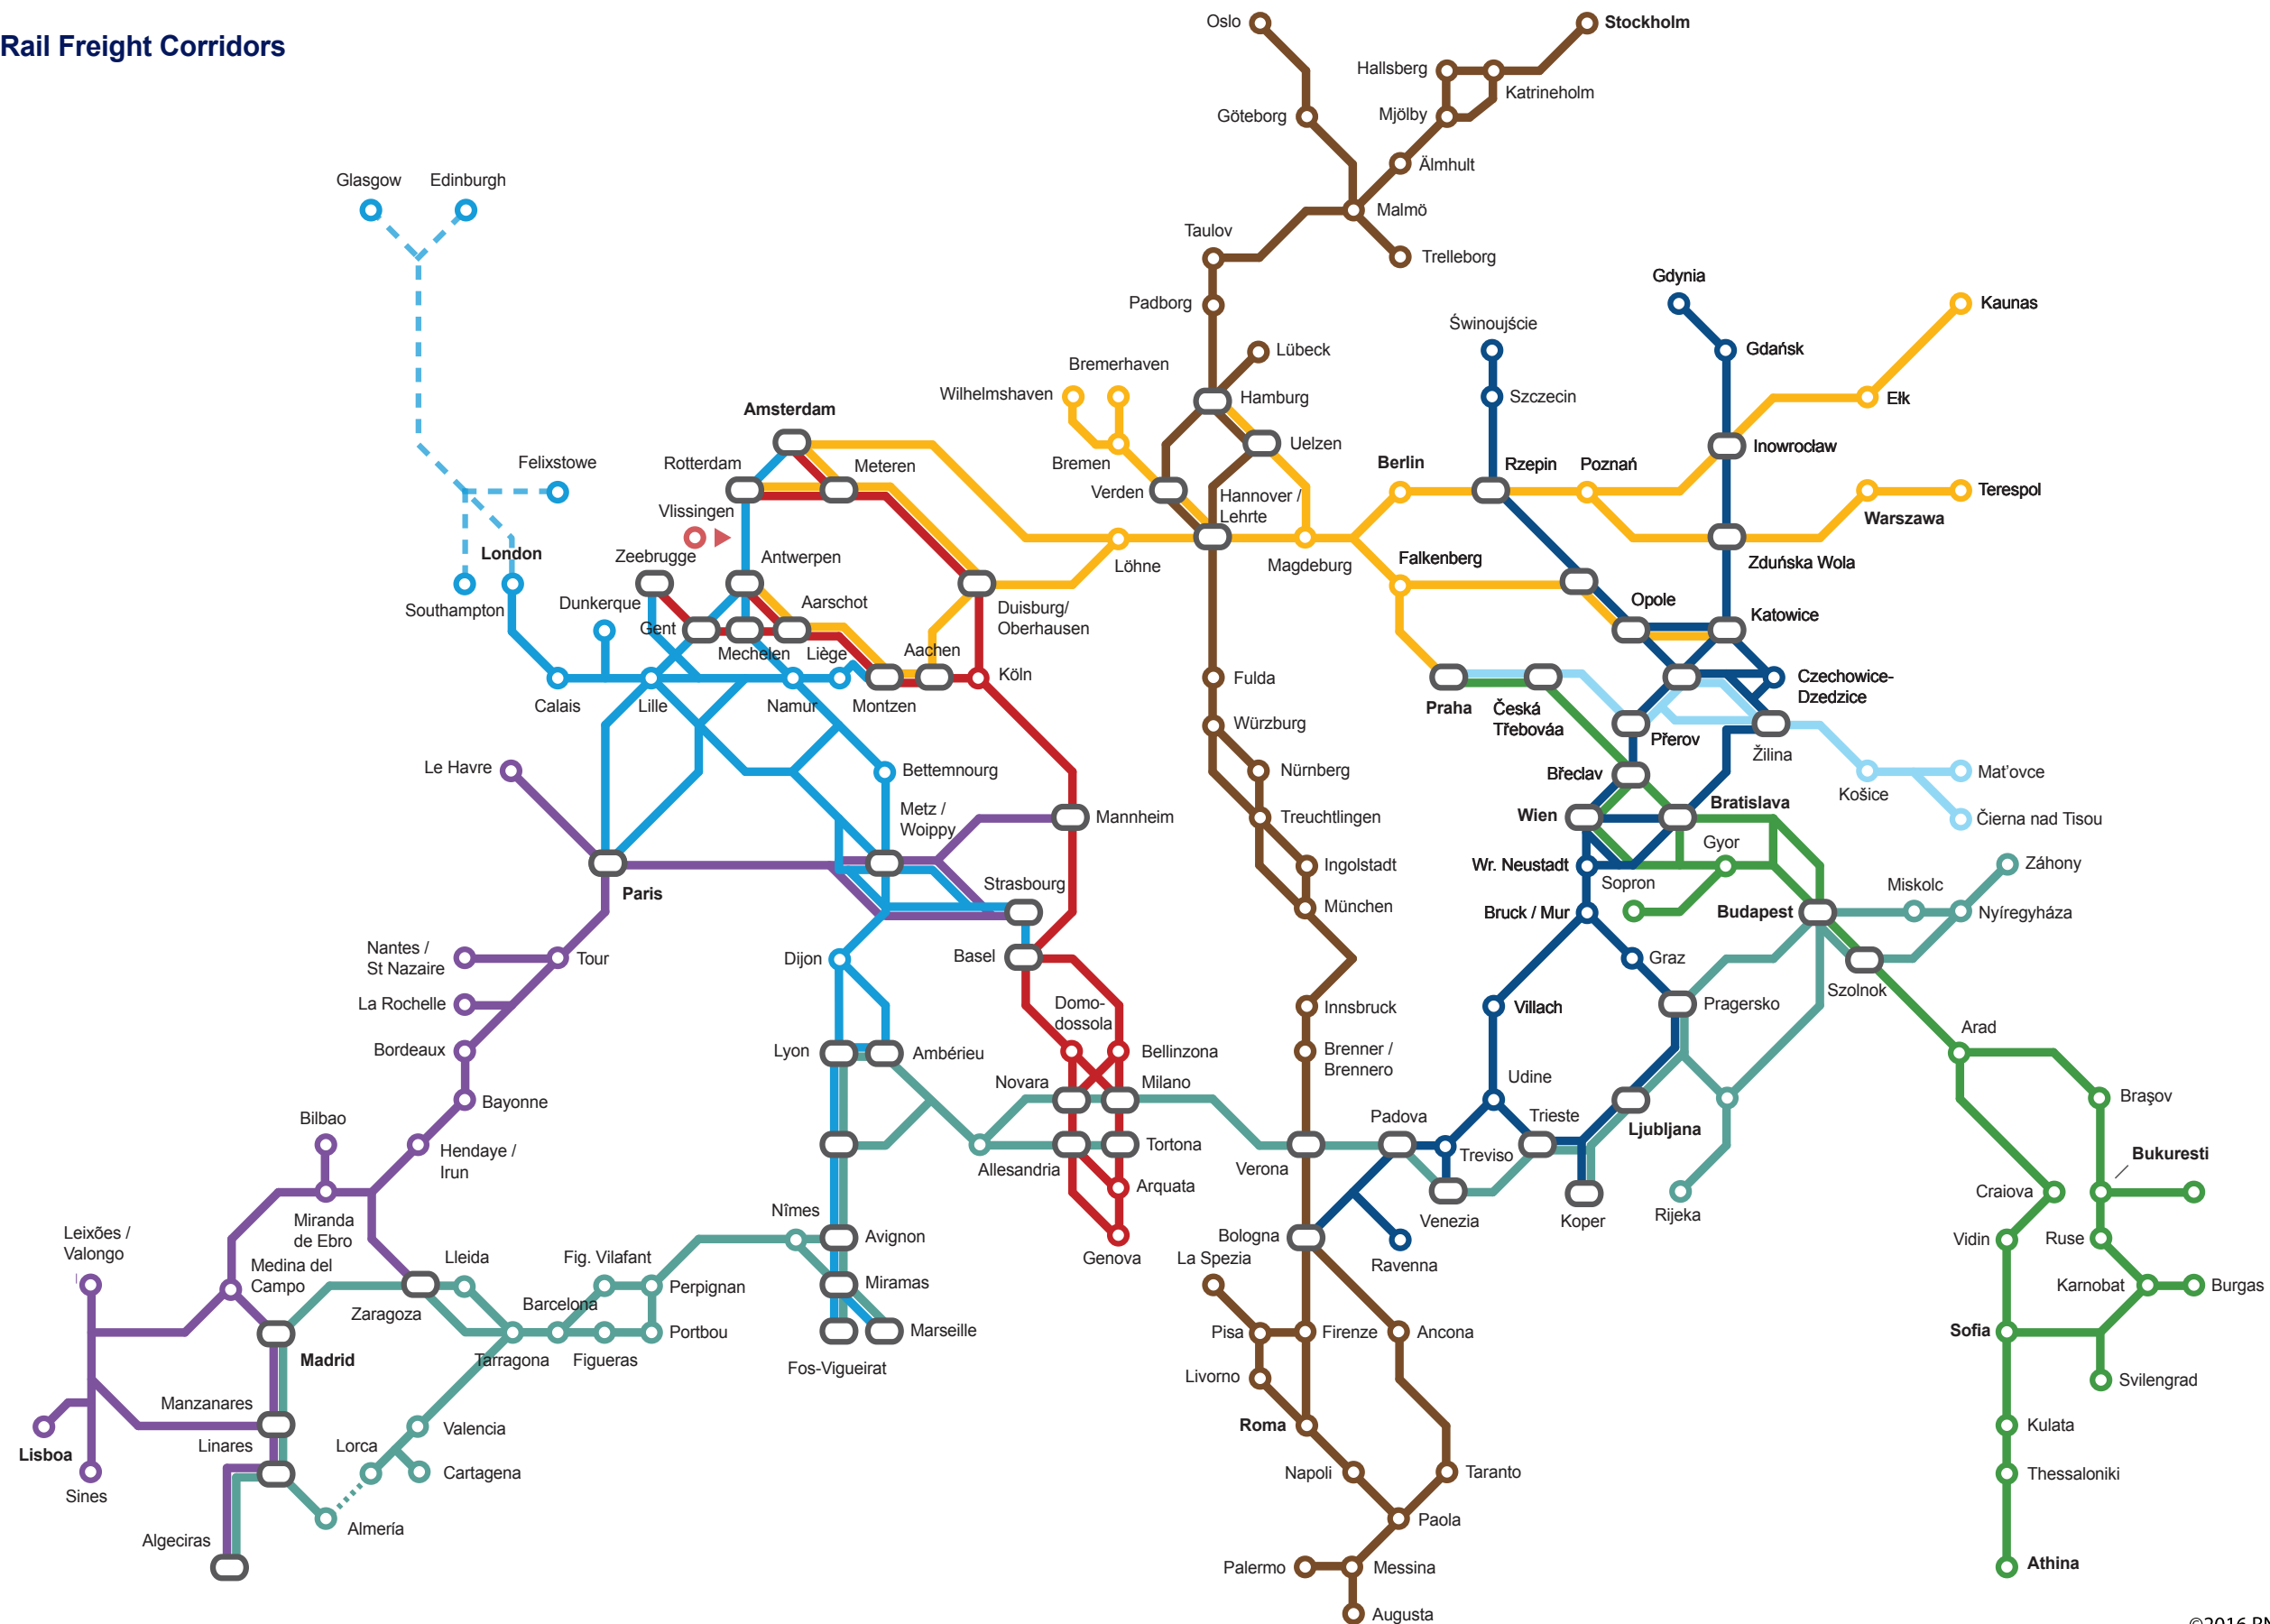 Rail Freight Corridors
Oslo
Stockholm
Hallsberg
Katrineholm
Göteborg
Mjölby
Älmhult
Glasgow
Edinburgh
Malmö
Taulov
Trelleborg
Gdynia
Padborg
Kaunas
Świnoujście
Lübeck
Gdańsk
Bremerhaven
Wilhelmshaven
Hamburg
Szczecin
Ełk
Amsterdam
Uelzen
Inowrocław
Felixstowe
Rotterdam
Meteren
Bremen
Berlin
Rzepin
Poznań
Verden
Hannover /
Lehrte
Terespol
Vlissingen
Warszawa
London
Zeebrugge
Antwerpen
Löhne
Magdeburg
Falkenberg
Zduńska Wola
Southampton
Dunkerque
Aarschot
Duisburg/
Oberhausen
Opole
Katowice
Gent
Mechelen
Liège
Aachen
Köln
Fulda
Czechowice-
Dzedzice
Calais
Lille
Namur
Montzen
Praha
Česká
Třebováa
Würzburg
Přerov
Žilina
Le Havre
Bettemnourg
Nürnberg
Břeclav
Mat'ovce
Košice
Metz /
Woippy
Mannheim
Treuchtlingen
Wien
Bratislava
Čierna nad Tisou
Gyor
Ingolstadt
Wr. Neustadt
Záhony
Paris
Strasbourg
Sopron
Miskolc
München
Bruck / Mur
Budapest
Nyíregyháza
Nantes /
St Nazaire
Tour
Dijon
Basel
Graz
Szolnok
La Rochelle
Domo-
dossola
Innsbruck
Villach
Pragersko
Arad
Bordeaux
Lyon
Ambérieu
Bellinzona
Brenner /
Brennero
Novara
Milano
Udine
Bayonne
Braşov
Bilbao
Padova
Trieste
Ljubljana
Hendaye /
Irun
Allesandria
Tortona
Verona
Treviso
Bukuresti
Arquata
Miranda
de Ebro
Nîmes
Venezia
Koper
Rijeka
Craiova
Leixões /
Valongo
Avignon
Genova
Bologna
Ravenna
Vidin
Ruse
Medina del
Campo
Lleida
Fig. Vilafant
La Spezia
Zaragoza
Barcelona
Perpignan
Miramas
Karnobat
Burgas
Madrid
Tarragona
Figueras
Portbou
Fos-Vigueirat
Marseille
Pisa
Firenze
Ancona
Sofia
Livorno
Svilengrad
Manzanares
Valencia
Roma
Kulata
Lisboa
Linares
Lorca
Cartagena
Napoli
Taranto
Thessaloniki
Sines
Almería
Paola
Algeciras
Palermo
Messina
Athina
Augusta